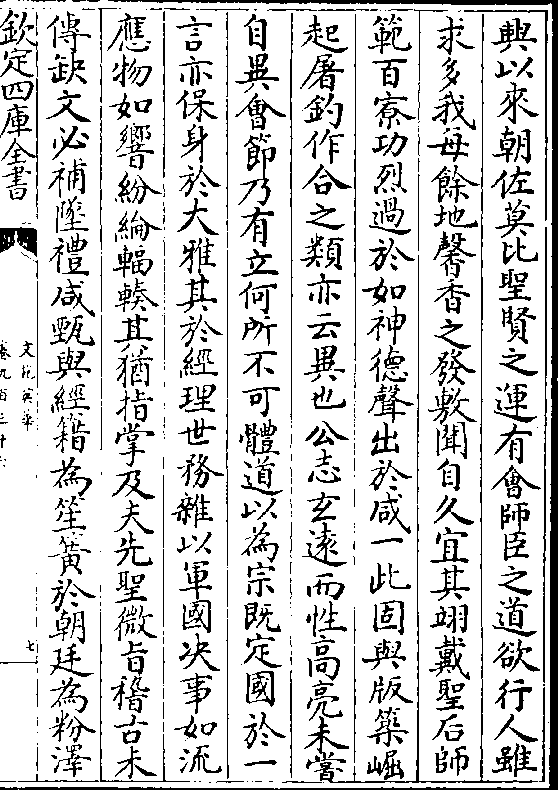 興以來朝佐莫比聖賢之運有會師臣之道欲行人雖
求多我毎餘地馨香之發敷聞自久宜其翊戴聖后師
範百寮功烈過於如神德聲出於咸一此固與版築崛
起屠釣作合之類亦云異也公志玄遠而性高亮未嘗
自異會節乃有立何所不可體道以為宗既定國於一
言亦保身於大雅其於經理世務雜以軍國决事如流
應物如響紛綸輻輳其猶指掌及夫先聖微旨稽古未
傳缺文必補墜禮咸甄與經籍為笙簧於朝廷為粉澤
欽定四庫全書
文苑英華
卷九百三十六
七